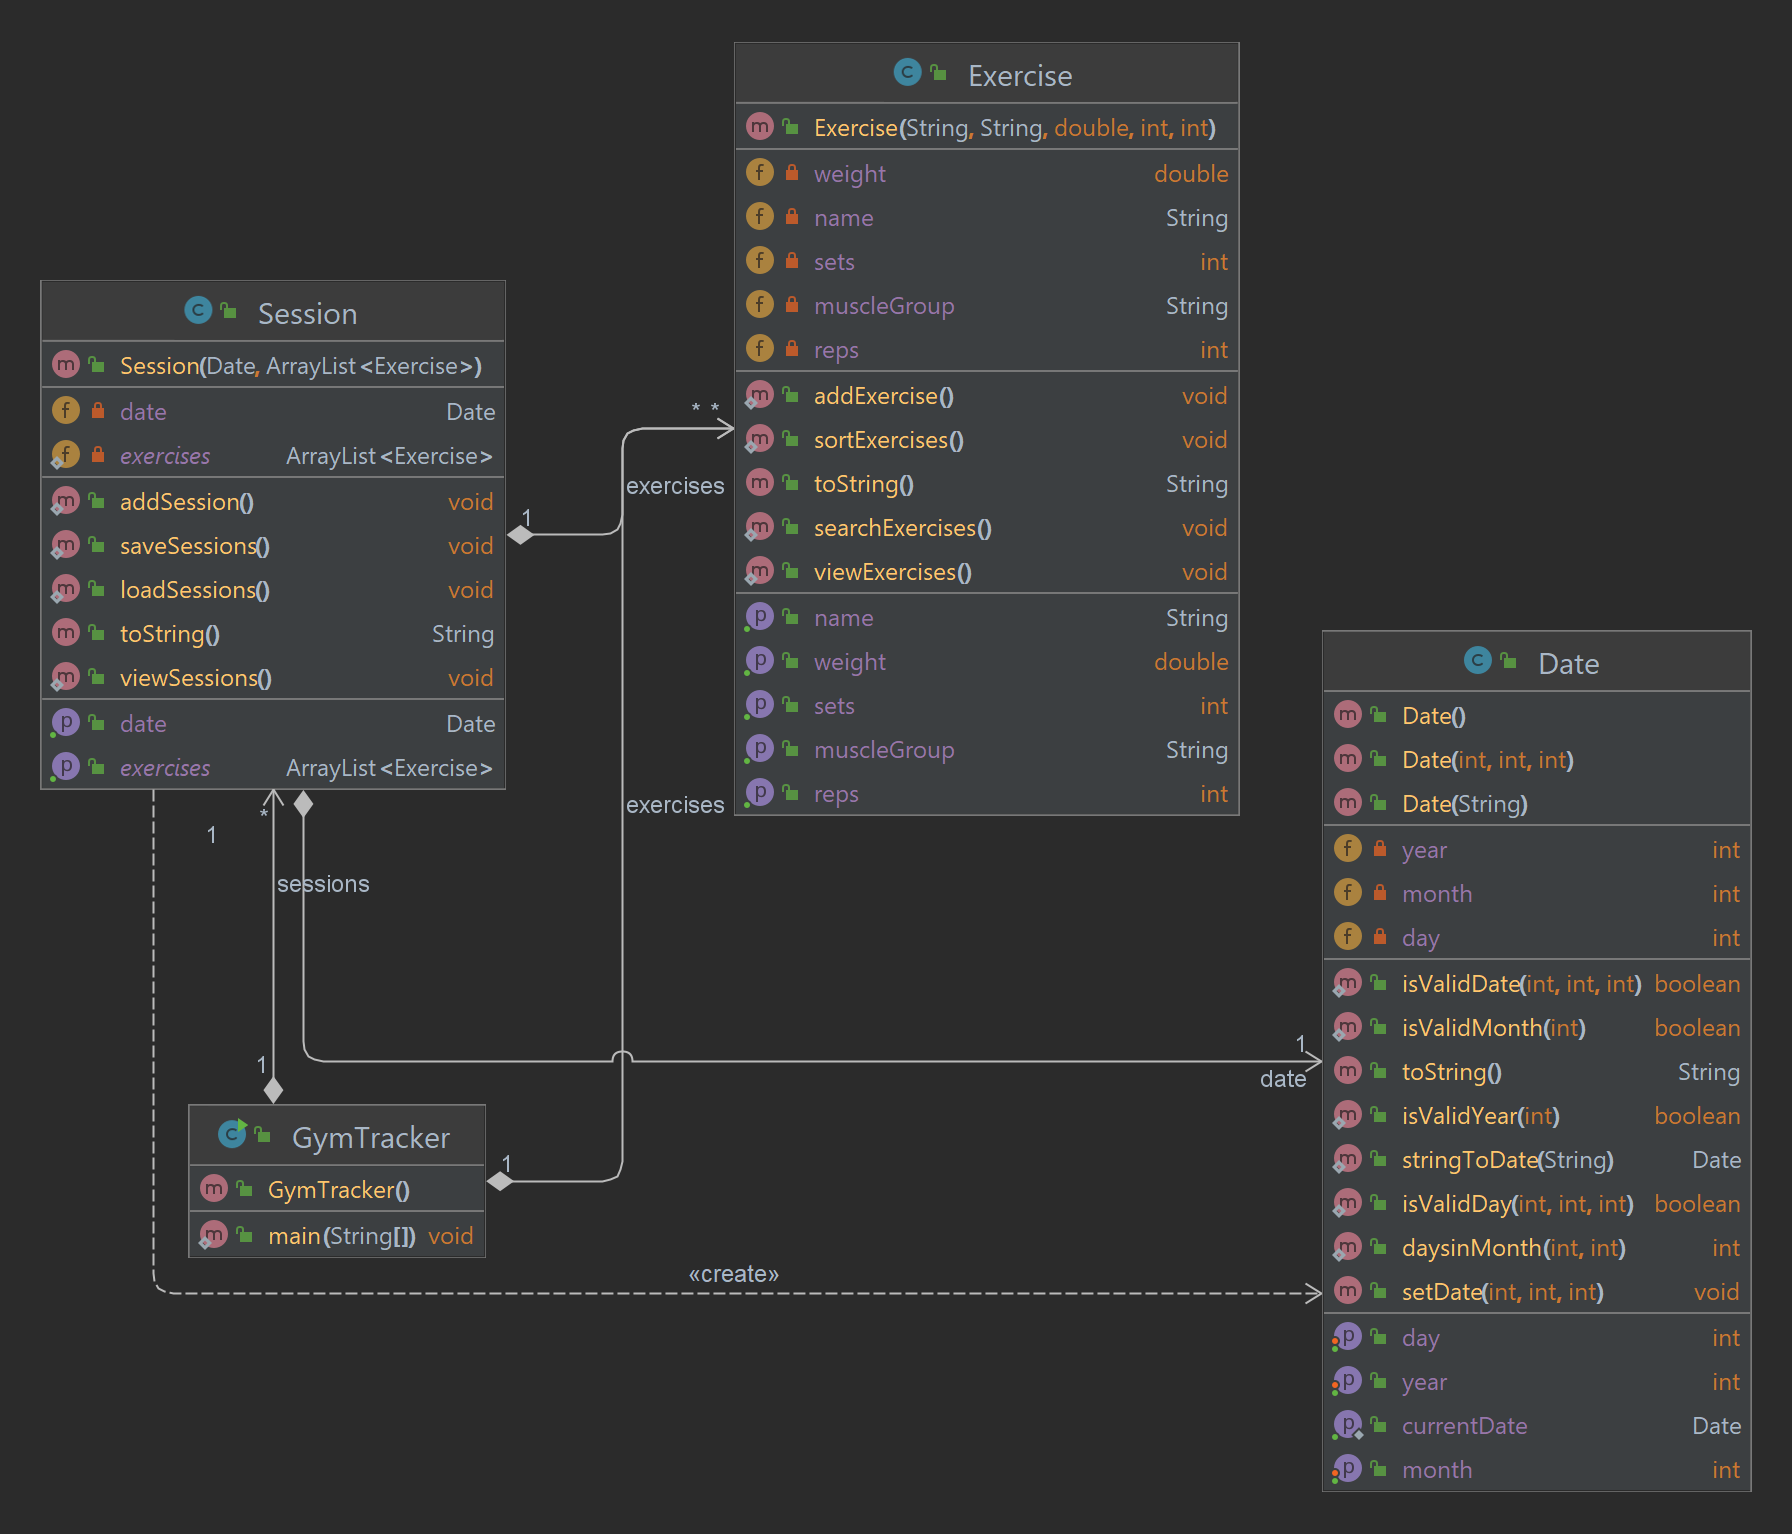 Exercise
Exercise(String, String, double, int, int)
weight double
name String
sets int
muscleGroup String
reps int
addExercise() void
sortExercises() void
toString() String
searchExercises() void
viewExercises() void
name String
weight double
sets int
muscleGroup String
reps int
Session
Session(Date, ArrayList<Exercise>)
date Date
exercises ArrayList<Exercise>
addSession() void
saveSessions() void
loadSessions() void
toString() String
viewSessions() void
date Date
exercises ArrayList<Exercise>
* *
exercises
1
exercises
*
1
sessions
1
1
1
date
«create»
GymTracker
GymTracker()
main(String[]) void
Date
Date()
Date(int, int, int)
Date(String)
year int
month int
day int
isValidDate(int, int, int) boolean
isValidMonth(int) boolean
toString() String
isValidYear(int) boolean
stringToDate(String) Date
isValidDay(int, int, int) boolean
daysinMonth(int, int) int
setDate(int, int, int) void
day int
year int
currentDate Date
month int